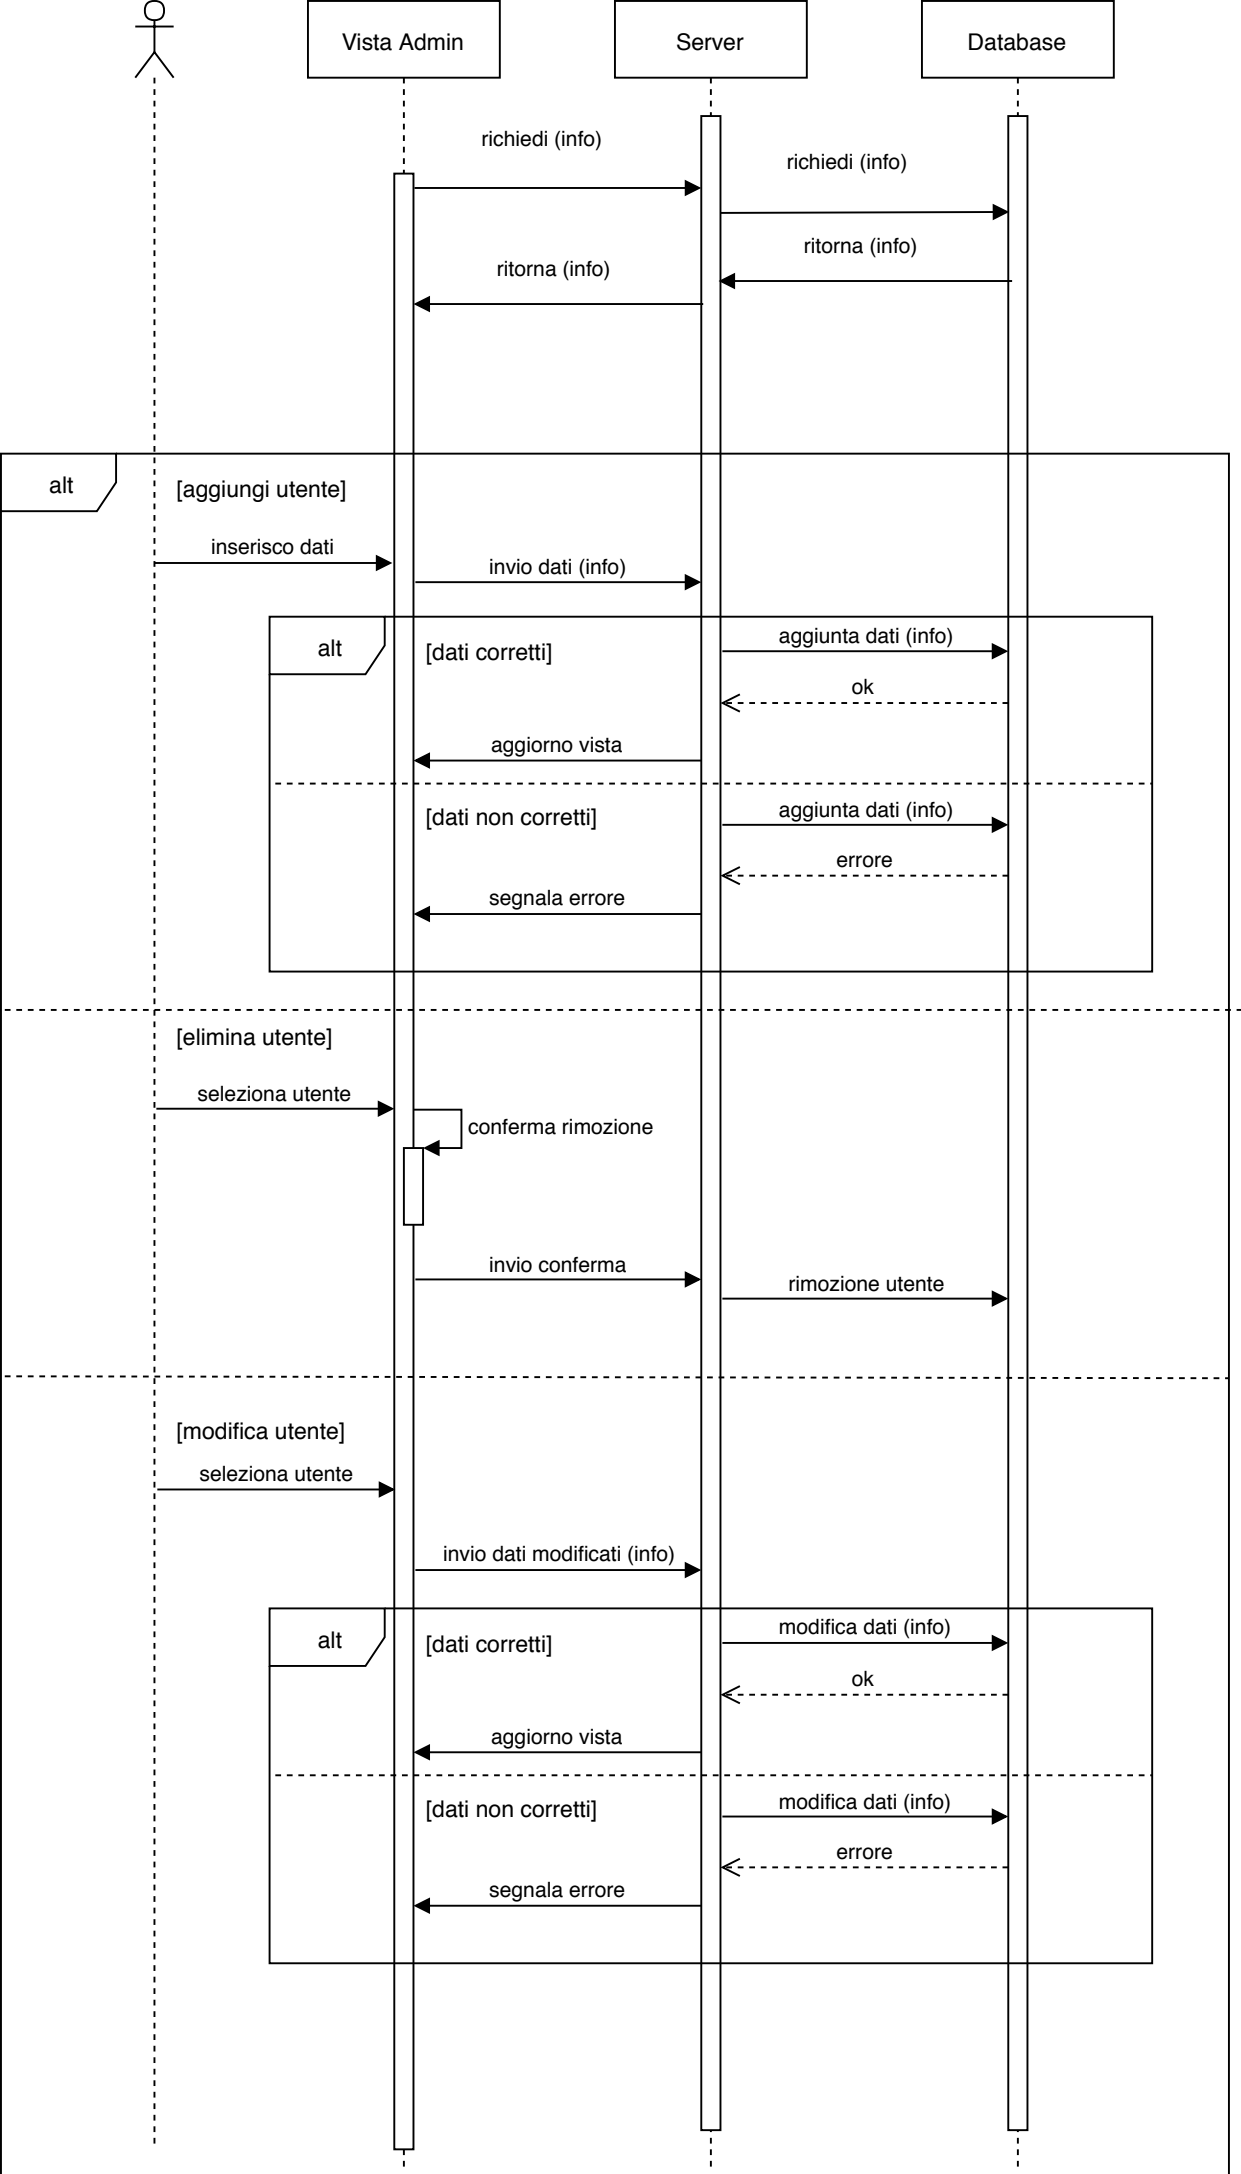 Vista Admin
Server
Database
richiedi (info)
richiedi (info)
ritorna (info)
ritorna (info)
alt
[aggiungi utente]
inserisco dati
invio dati (info)
alt
[dati corretti]
aggiunta dati (info)
ok
aggiorno vista
[dati non corretti]
aggiunta dati (info)
errore
segnala errore
[elimina utente]
seleziona utente
conferma rimozione
invio conferma
rimozione utente
[modifica utente]
seleziona utente
invio dati modificati (info)
alt
[dati corretti]
modifica dati (info)
ok
aggiorno vista
[dati non corretti]
modifica dati (info)
errore
segnala errore